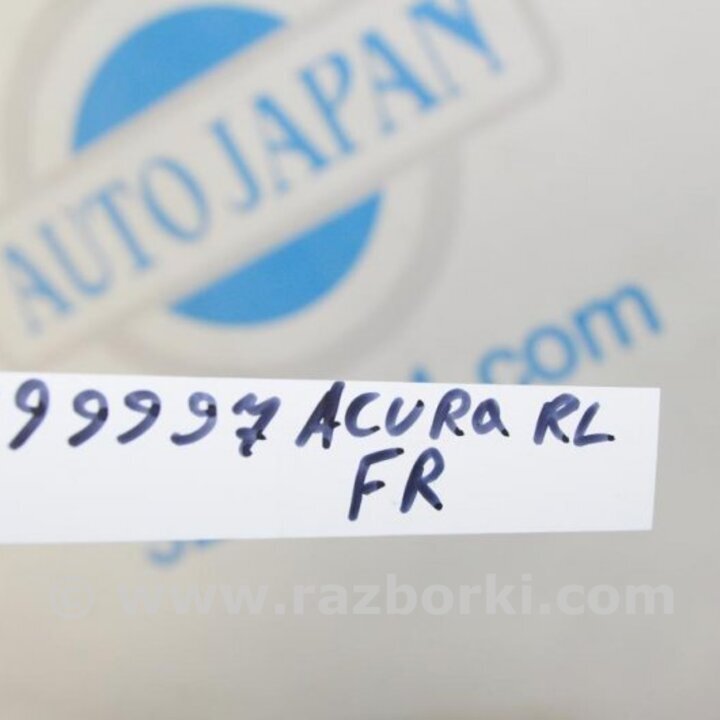 AUTO JAPAN
.com
99997 ACURA RL
FR
© www.razborki.com